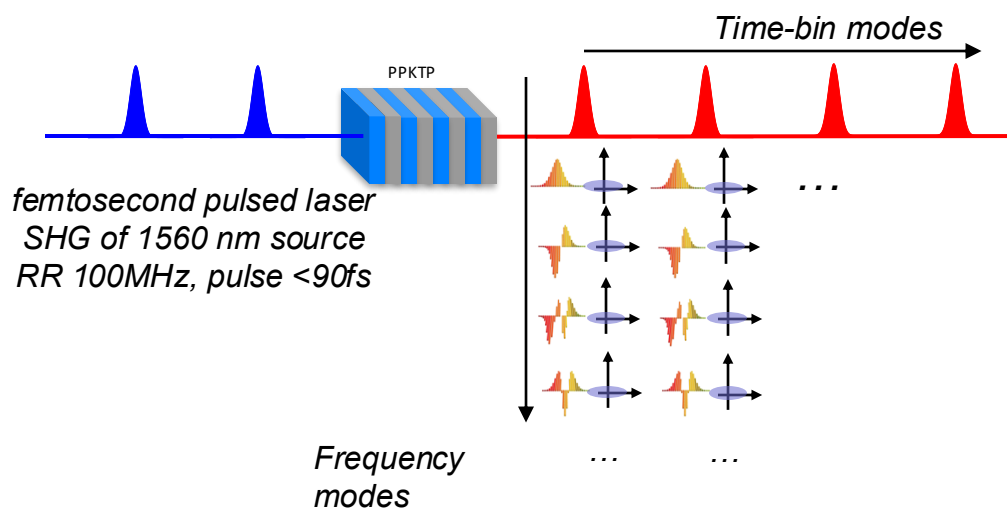 Time-bin modes
PPKTP
...
femtosecond pulsed laser
SHG of 1560 nm source
RR 100MHz, pulse <90fs
Frequency
modes
... ...